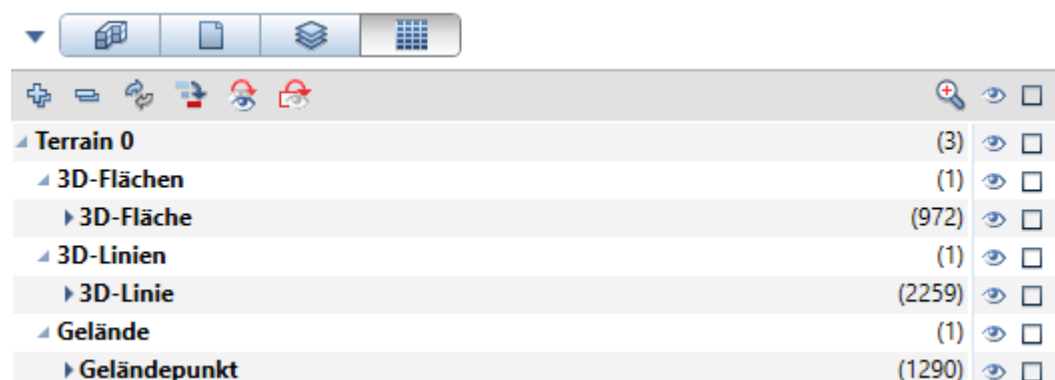 Terrain 0 (3)
3D-Flächen (1)
3D-Fläche (972)
3D-Linien (1)
3D-Linie (2259)
Gelände (1)
Geländepunkt (1290)